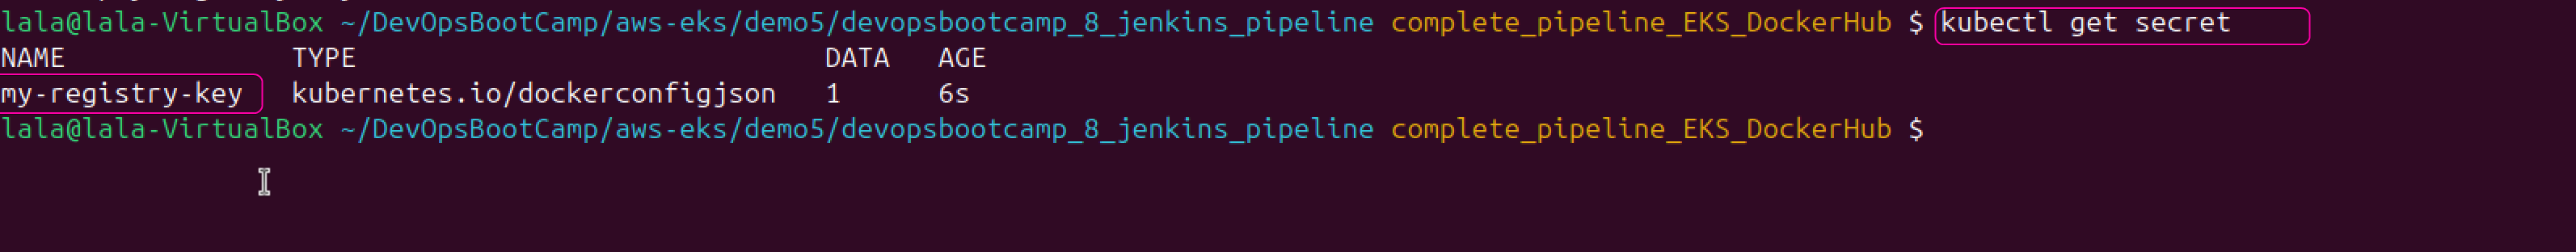 lala@lala-VirtualBox ~/DevOpsBootCamp/aws-eks/demo5/devopsbootcamp_8_jenkins_pipeline complete_pipeline_EKS_DockerHub $ kubectl get secret
NAME TYPE DATA AGE
my-registry-key kubernetes.io/dockerconfigjson 1 6s
lala@lala-VirtualBox ~/DevOpsBootCamp/aws-eks/demo5/devopsbootcamp_8_jenkins_pipeline complete_pipeline_EKS_DockerHub $